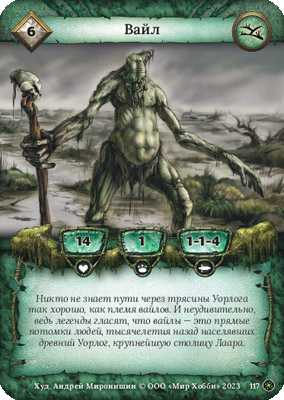 6
Вайл
14
1
1-1-4
Никто не знает пути через трясины Уорлога
так хорошо, как племя вайлов. И неудивительно,
ведь легенды гласят, что вайлы — это прямые
потомки людей, тысячелетия назад населявших
древний Уорлог, крупнейшую столицу Лаара.
Худ. Андрей Миронишин © ООО «Мир Хобби» 2023
117